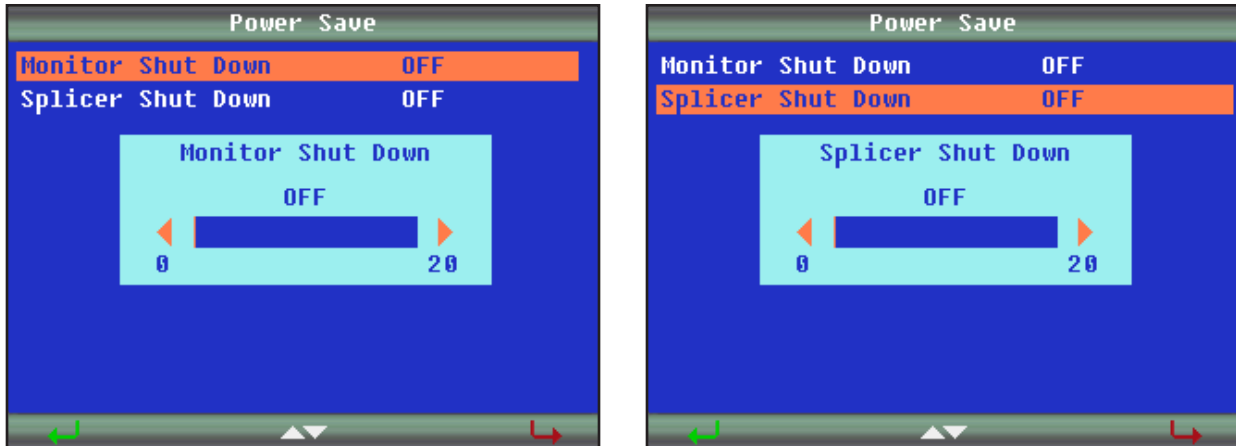 Power Save
Monitor Shut Down OFF
Splicer Shut Down OFF
Monitor Shut Down
OFF
0 20
Power Save
Monitor Shut Down OFF
Splicer Shut Down OFF
Splicer Shut Down
OFF
0 20